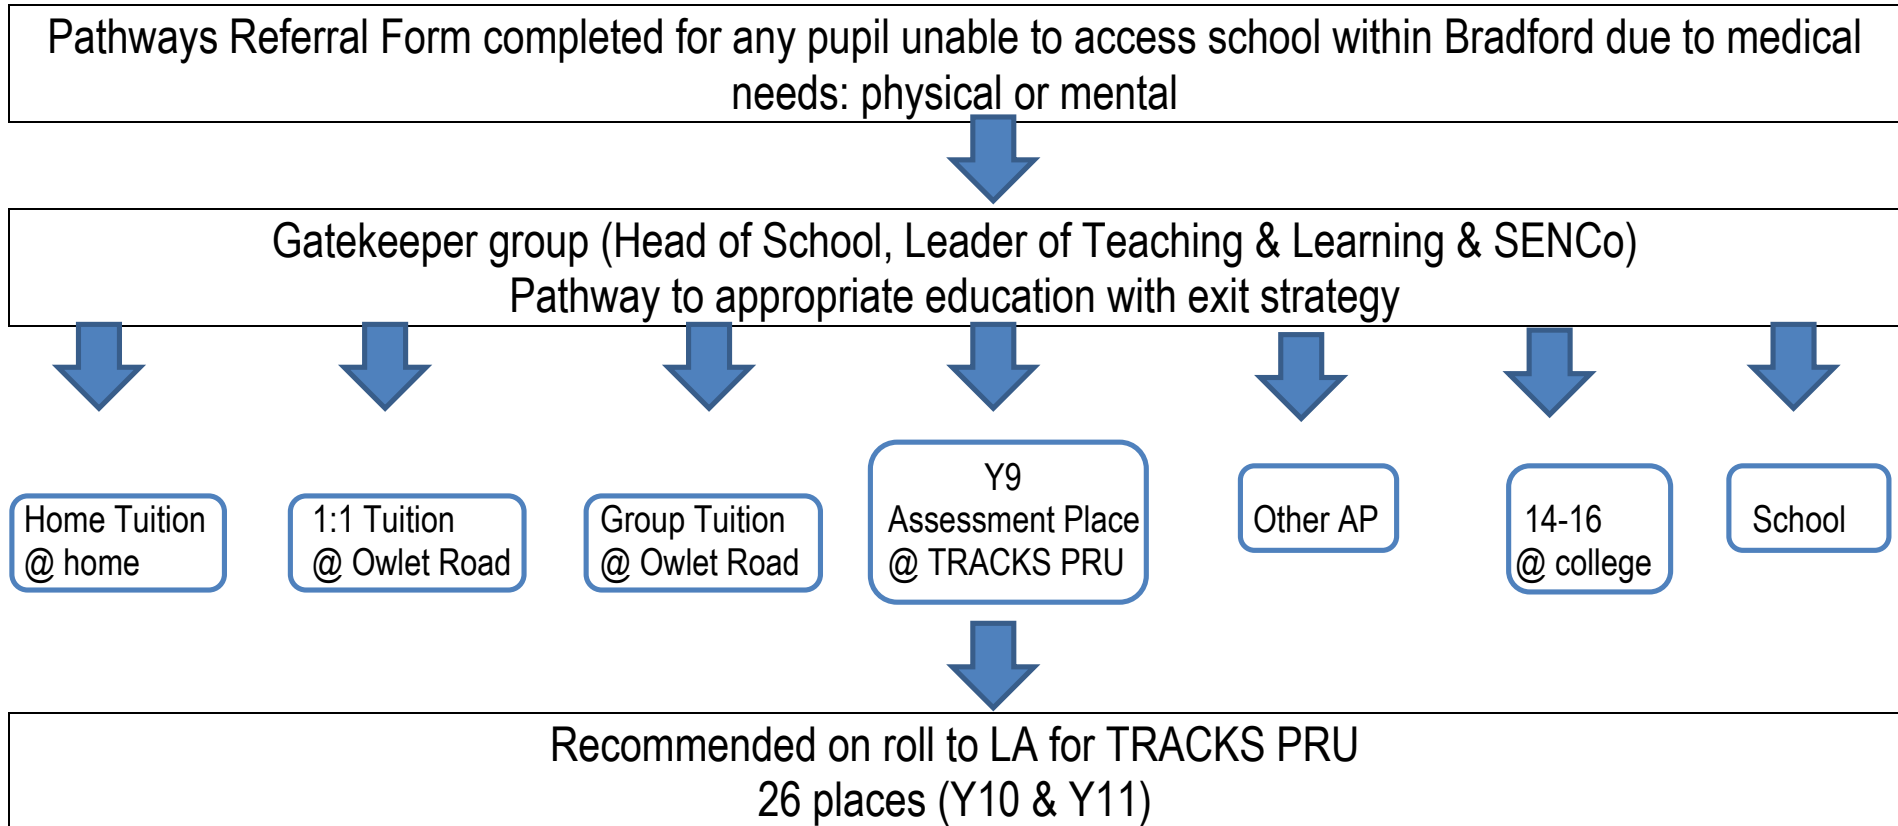 Pathways Referral Form completed for any pupil unable to access school within Bradford due to medical
needs: physical or mental
Gatekeeper group (Head of School, Leader of Teaching & Learning & SENCo)
Pathway to appropriate education with exit strategy
Home Tuition
@ home
1:1 Tuition
@ Owlet Road
Group Tuition
@ Owlet Road
Y9
Assessment Place
@ TRACKS PRU
Other AP
14-16
@ college
School
Recommended on roll to LA for TRACKS PRU
26 places (Y10 & Y11)